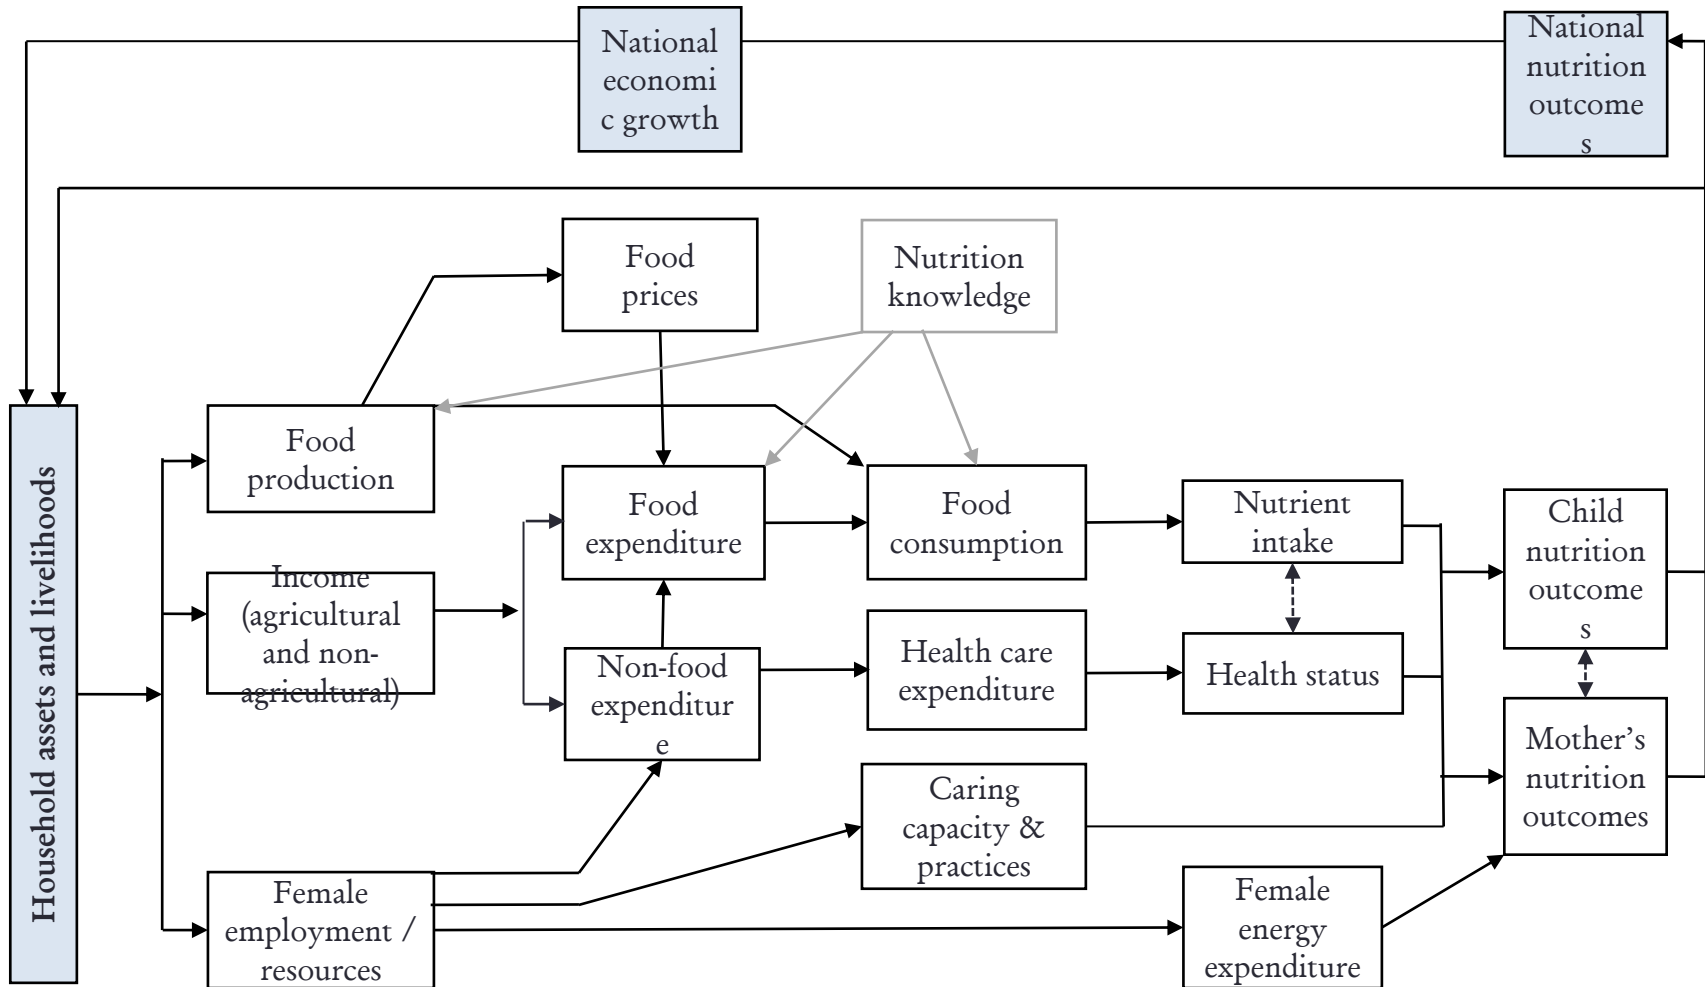 National
economi
c growth
National
nutrition
outcome
s
Food
prices
Nutrition
knowledge
Household assets and livelihoods
Food
production
Food
expenditure
Food
consumption
Nutrient
intake
Child
nutrition
outcome
s
Income
(agricultural
and non-
agricultural)
Non-food
expenditur
e
Health care
expenditure
Health status
Mother's
nutrition
outcomes
Caring
capacity &
practices
Female
employment /
resources
Female
energy
expenditure